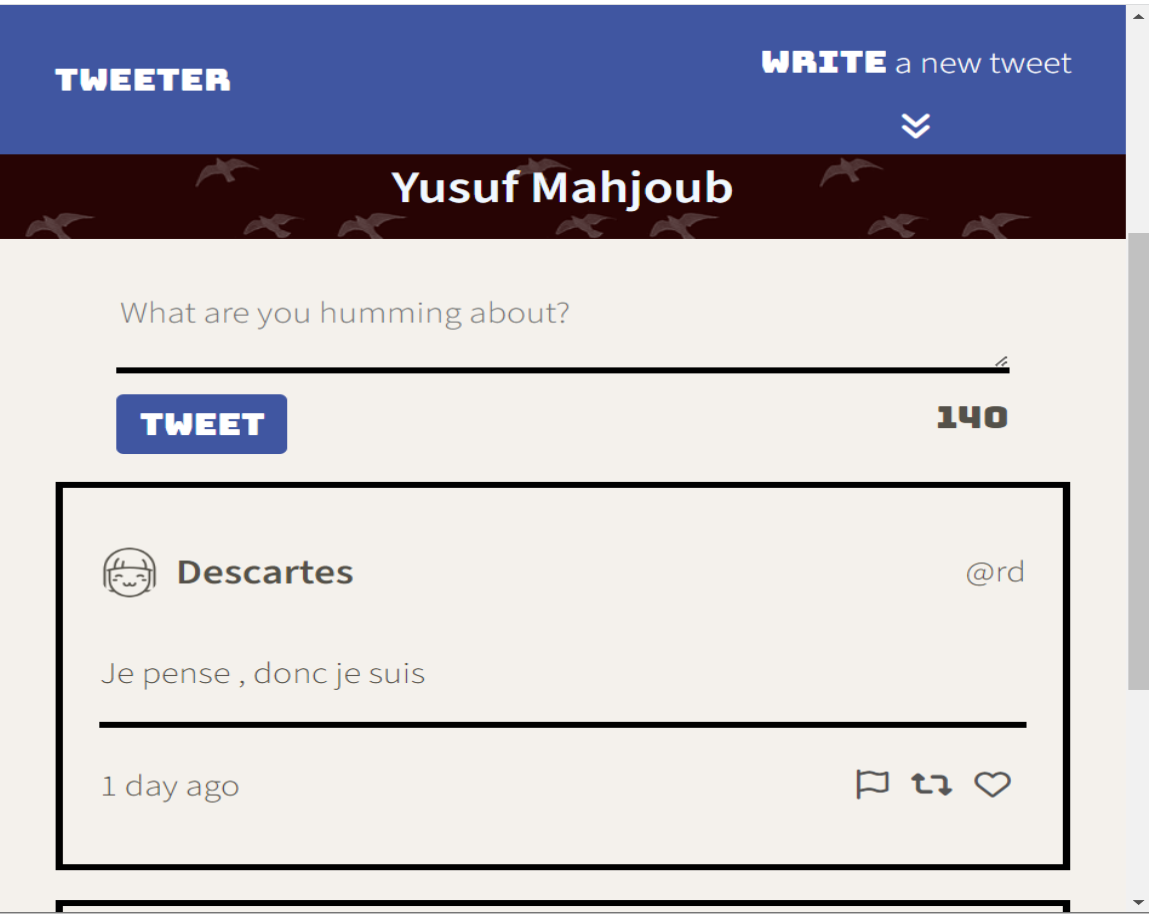 TWEETER
WRITE a new tweet
Yusuf Mahjoub
What are you humming about?
TWEET
140
Descartes
@rd
Je pense , donc je suis
1 day ago